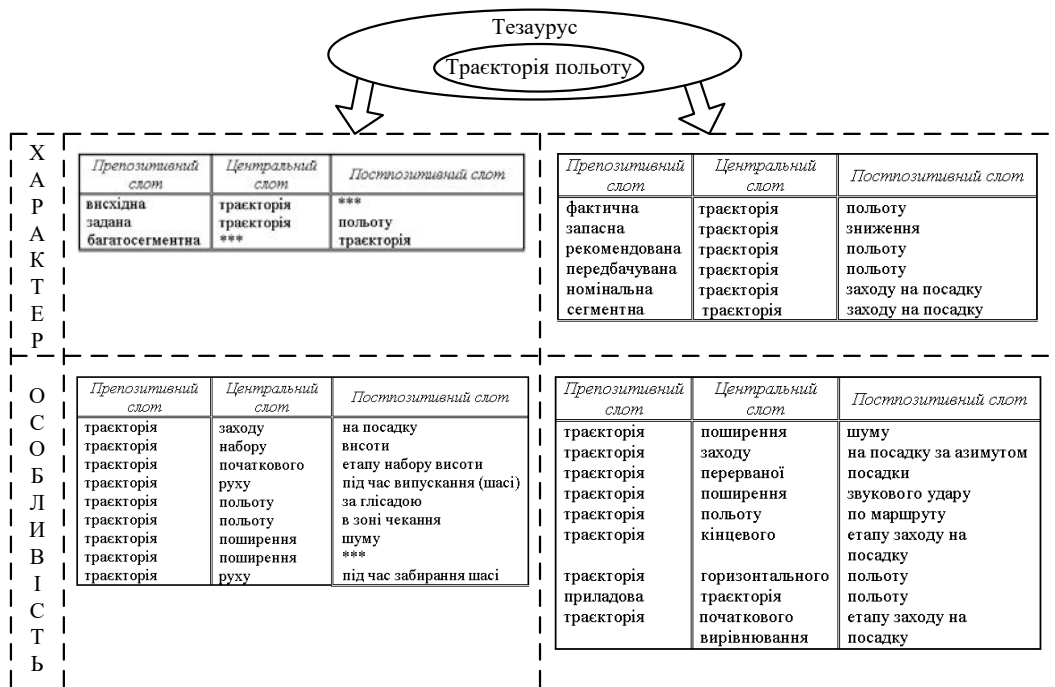 Тезаурус
Траєкторія польоту
ХАРАКТЕР
Препозитивний слот Центральний слот Постпозитивний слот
висхідна траєкторія ***
задана траєкторія польоту
багатосегментна *** траєкторія
Препозитивний слот Центральний слот Постпозитивний слот
фактична траєкторія польоту
запасна траєкторія зниження
рекомендована траєкторія польоту
передбачувана траєкторія польоту
номінальна траєкторія заходу на посадку
сегментна траєкторія заходу на посадку
ОСОБЛИВІСТЬ
Препозитивний слот Центральний слот Постпозитивний слот
траєкторія заходу на посадку
траєкторія набору висоти
траєкторія початкового етапу набору висоти
траєкторія руху під час випускання (шасі)
траєкторія польоту за глісадою
траєкторія польоту в зоні чекання
траєкторія поширення шуму
траєкторія поширення ***
траєкторія руху під час забирання шасі
Препозитивний слот Центральний слот Постпозитивний слот
траєкторія поширення шуму
траєкторія заходу на посадку за азимутом
траєкторія перерваної посадки
траєкторія поширення звукового удару
траєкторія польоту по маршруту
траєкторія кінцевого етапу заходу на
посадку
траєкторія горизонтального польоту
приладова траєкторія польоту
траєкторія початкового етапу заходу на
вирівнювання посадку